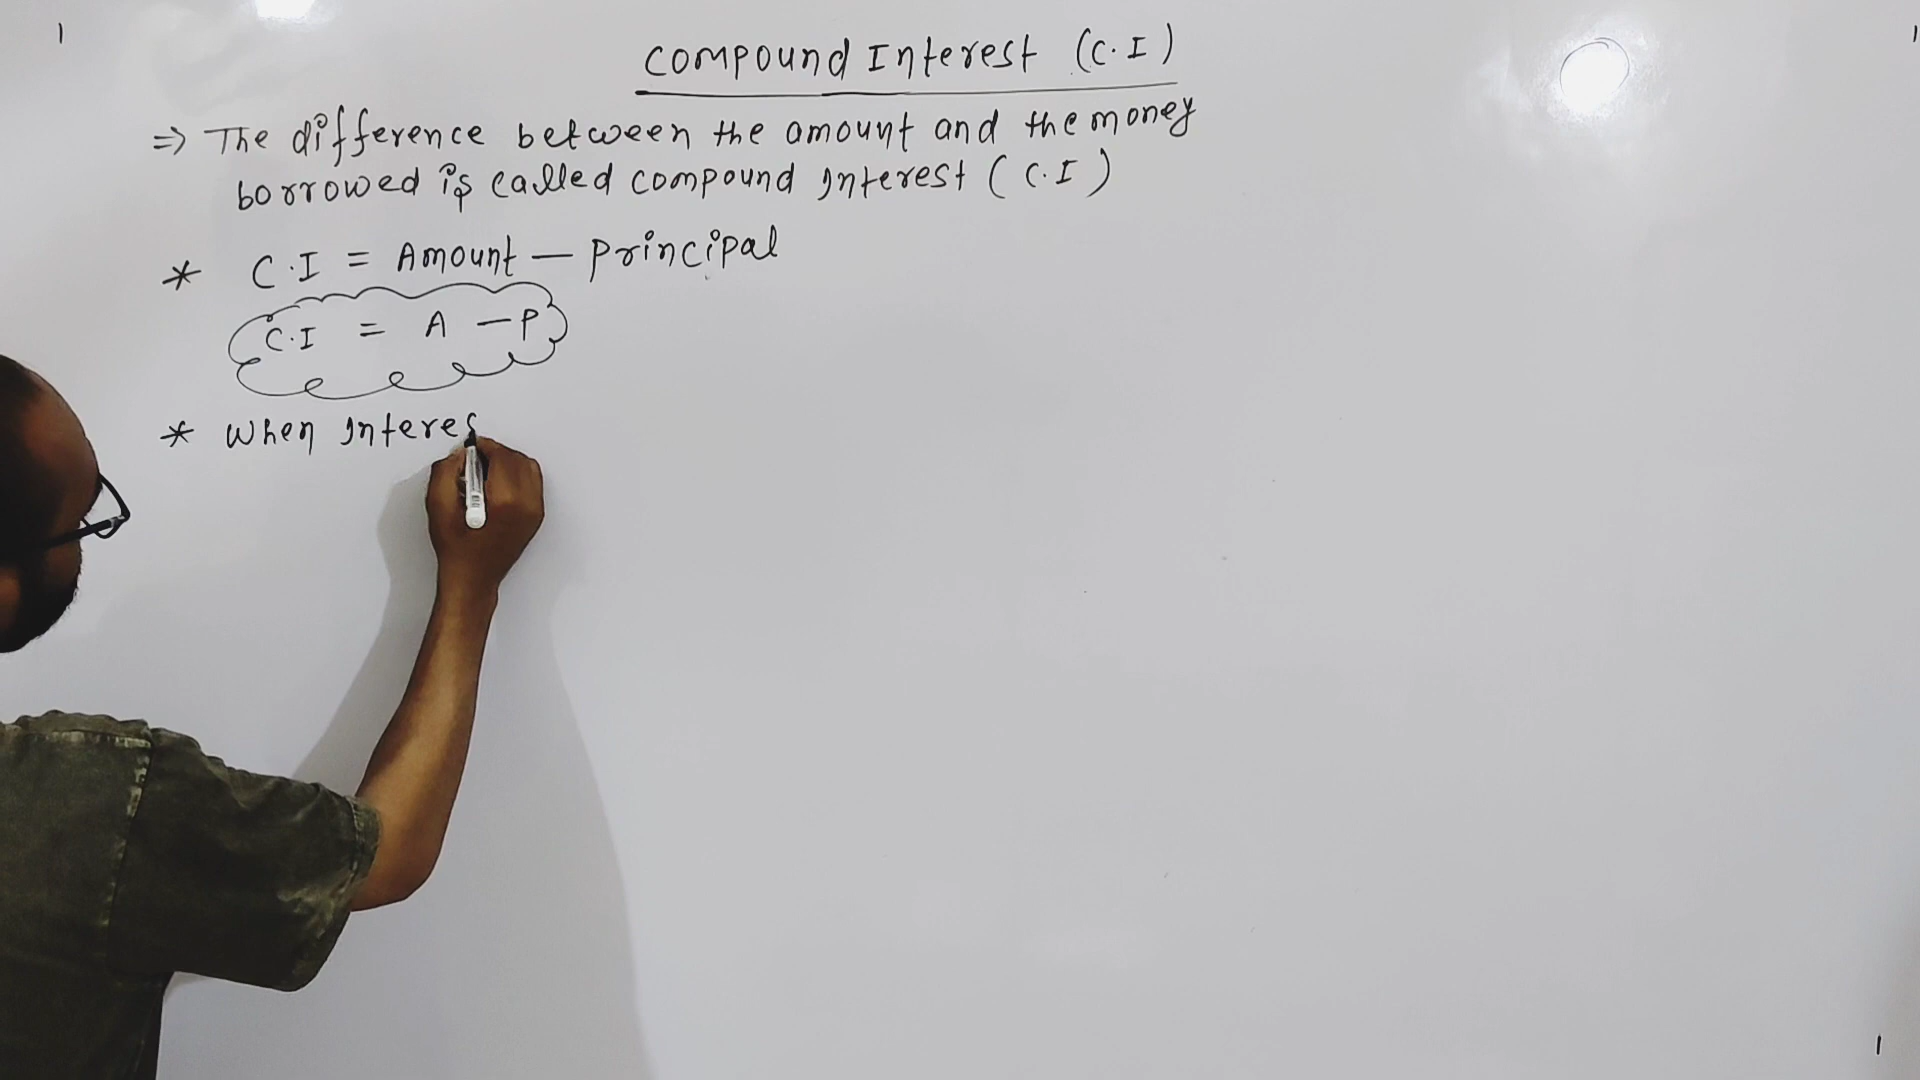 Compound Interest (C.I)
⇒ The difference between the amount and the money
borrowed is called compound Interest (C.I)
* C.I = Amount — Principal
C.I = A — P
* When Interes